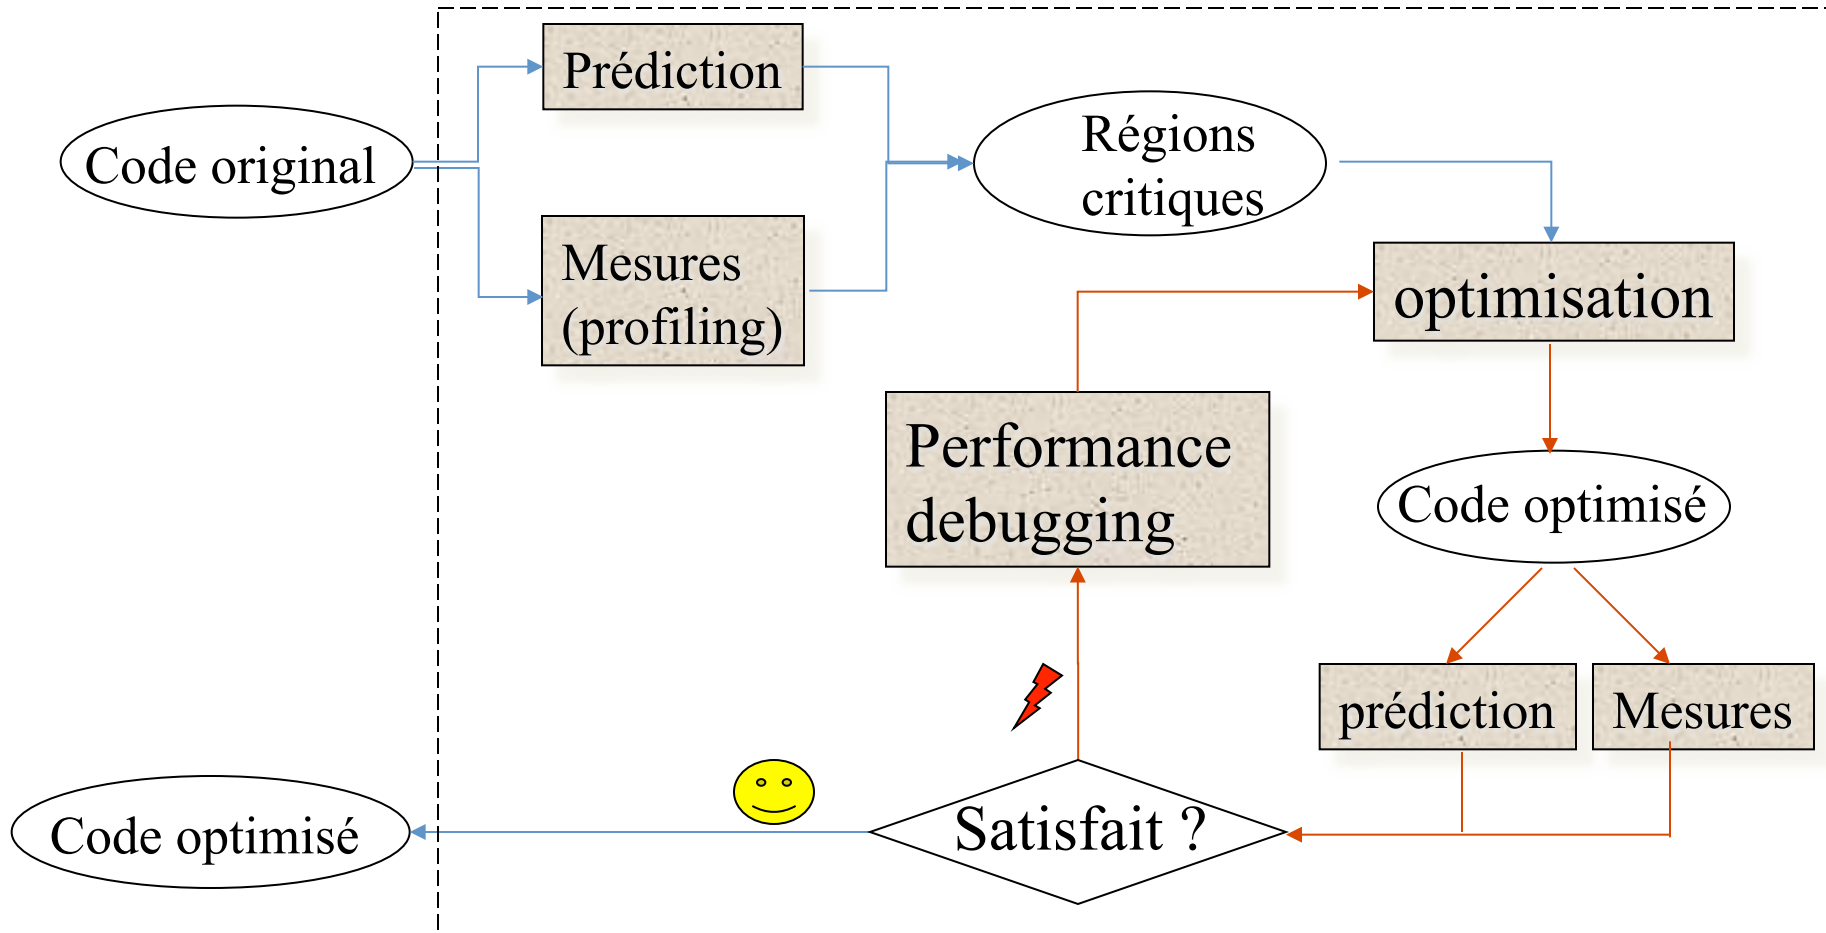 Prédiction
Code original
Régions
critiques
Mesures
(profiling)
optimisation
Performance
debugging
Code optimisé
prédiction
Mesures
Satisfait ?
Code optimisé